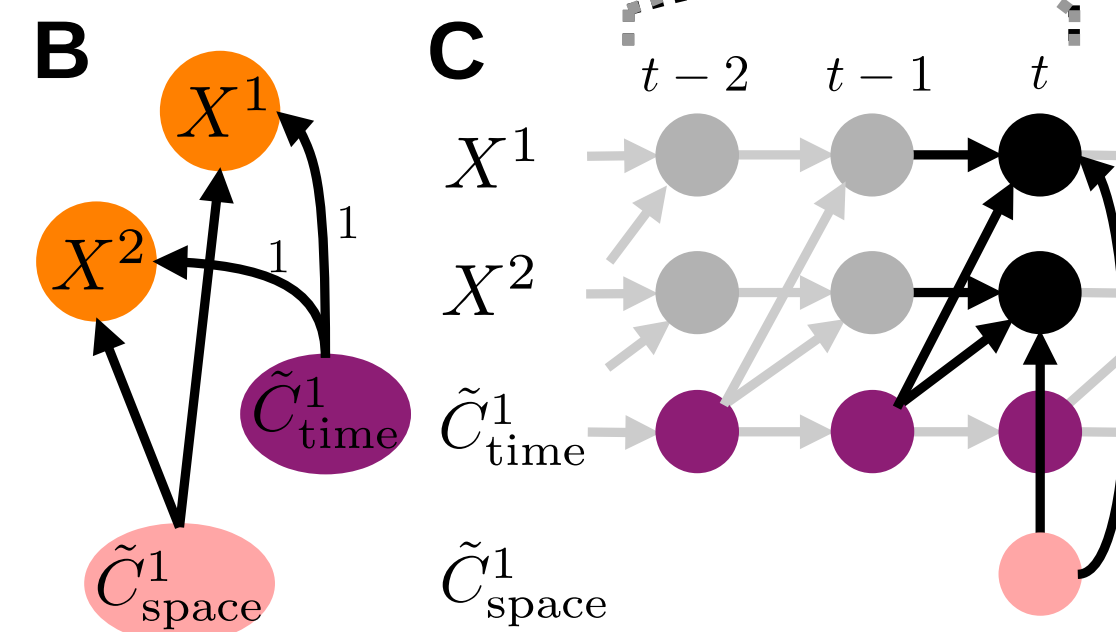 B
X^1
X^2
1
1
C̃^1_time
C̃^1_space
C
t − 2 t − 1 t
X^1
X^2
C̃^1_time
C̃^1_space